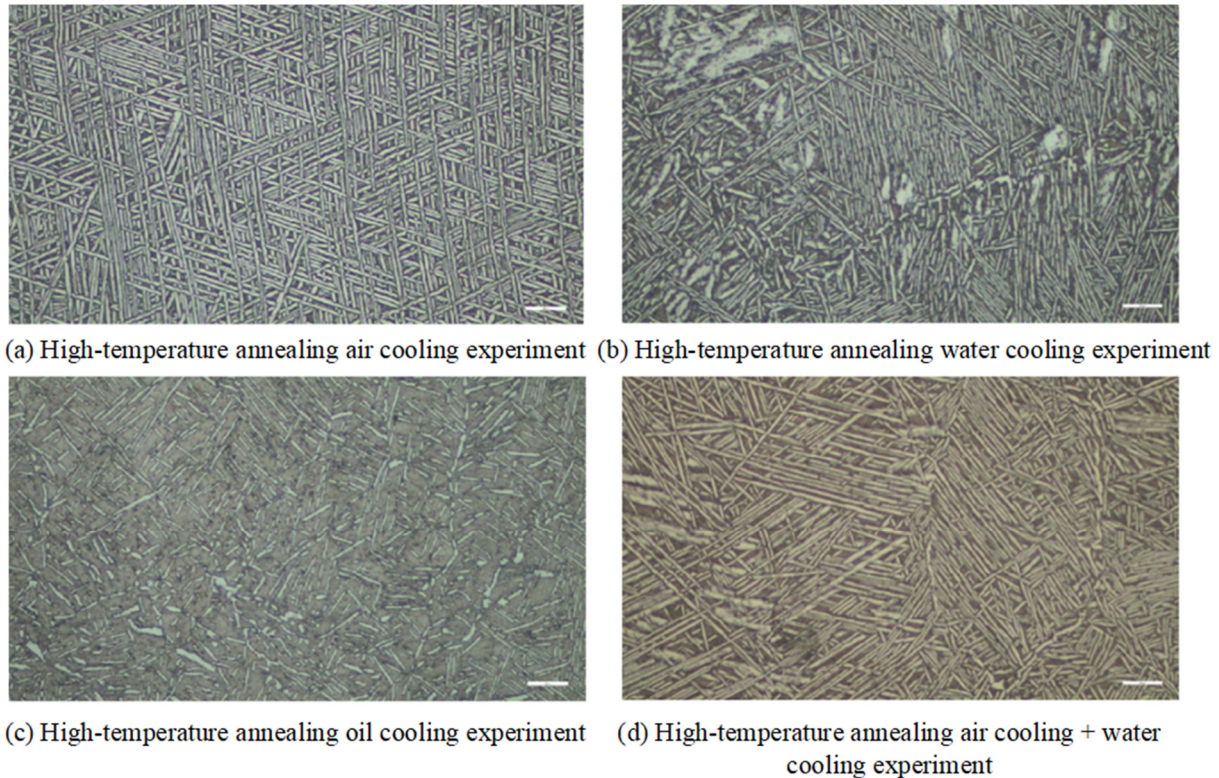 (a) High-temperature annealing air cooling experiment
(b) High-temperature annealing water cooling experiment
(c) High-temperature annealing oil cooling experiment
(d) High-temperature annealing air cooling + water
cooling experiment